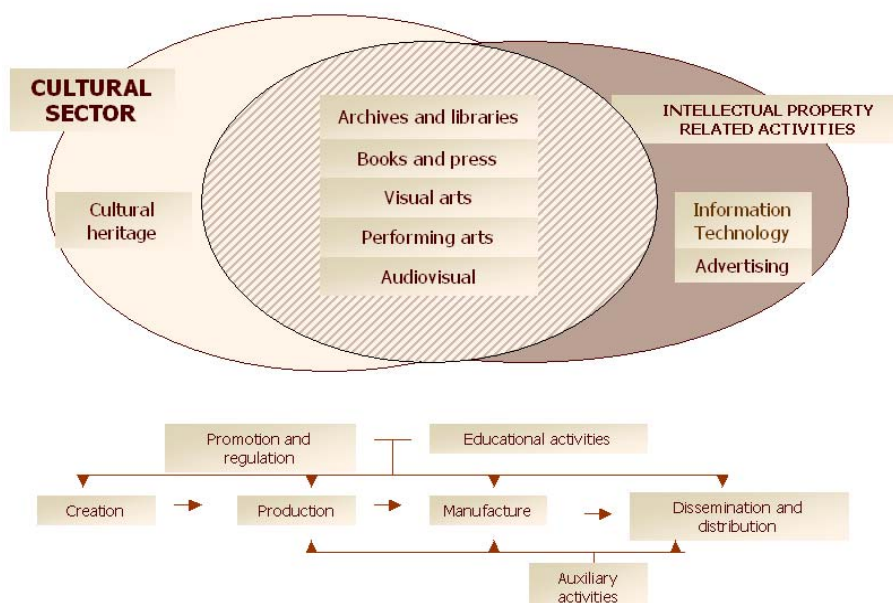 CULTURAL
SECTOR
INTELLECTUAL PROPERTY
RELATED ACTIVITIES
Archives and libraries
Books and press
Visual arts
Performing arts
Audiovisual
Cultural
heritage
Information
Technology
Advertising
Promotion and
regulation
Educational activities
Creation
Production
Manufacture
Dissemination and
distribution
Auxiliary
activities